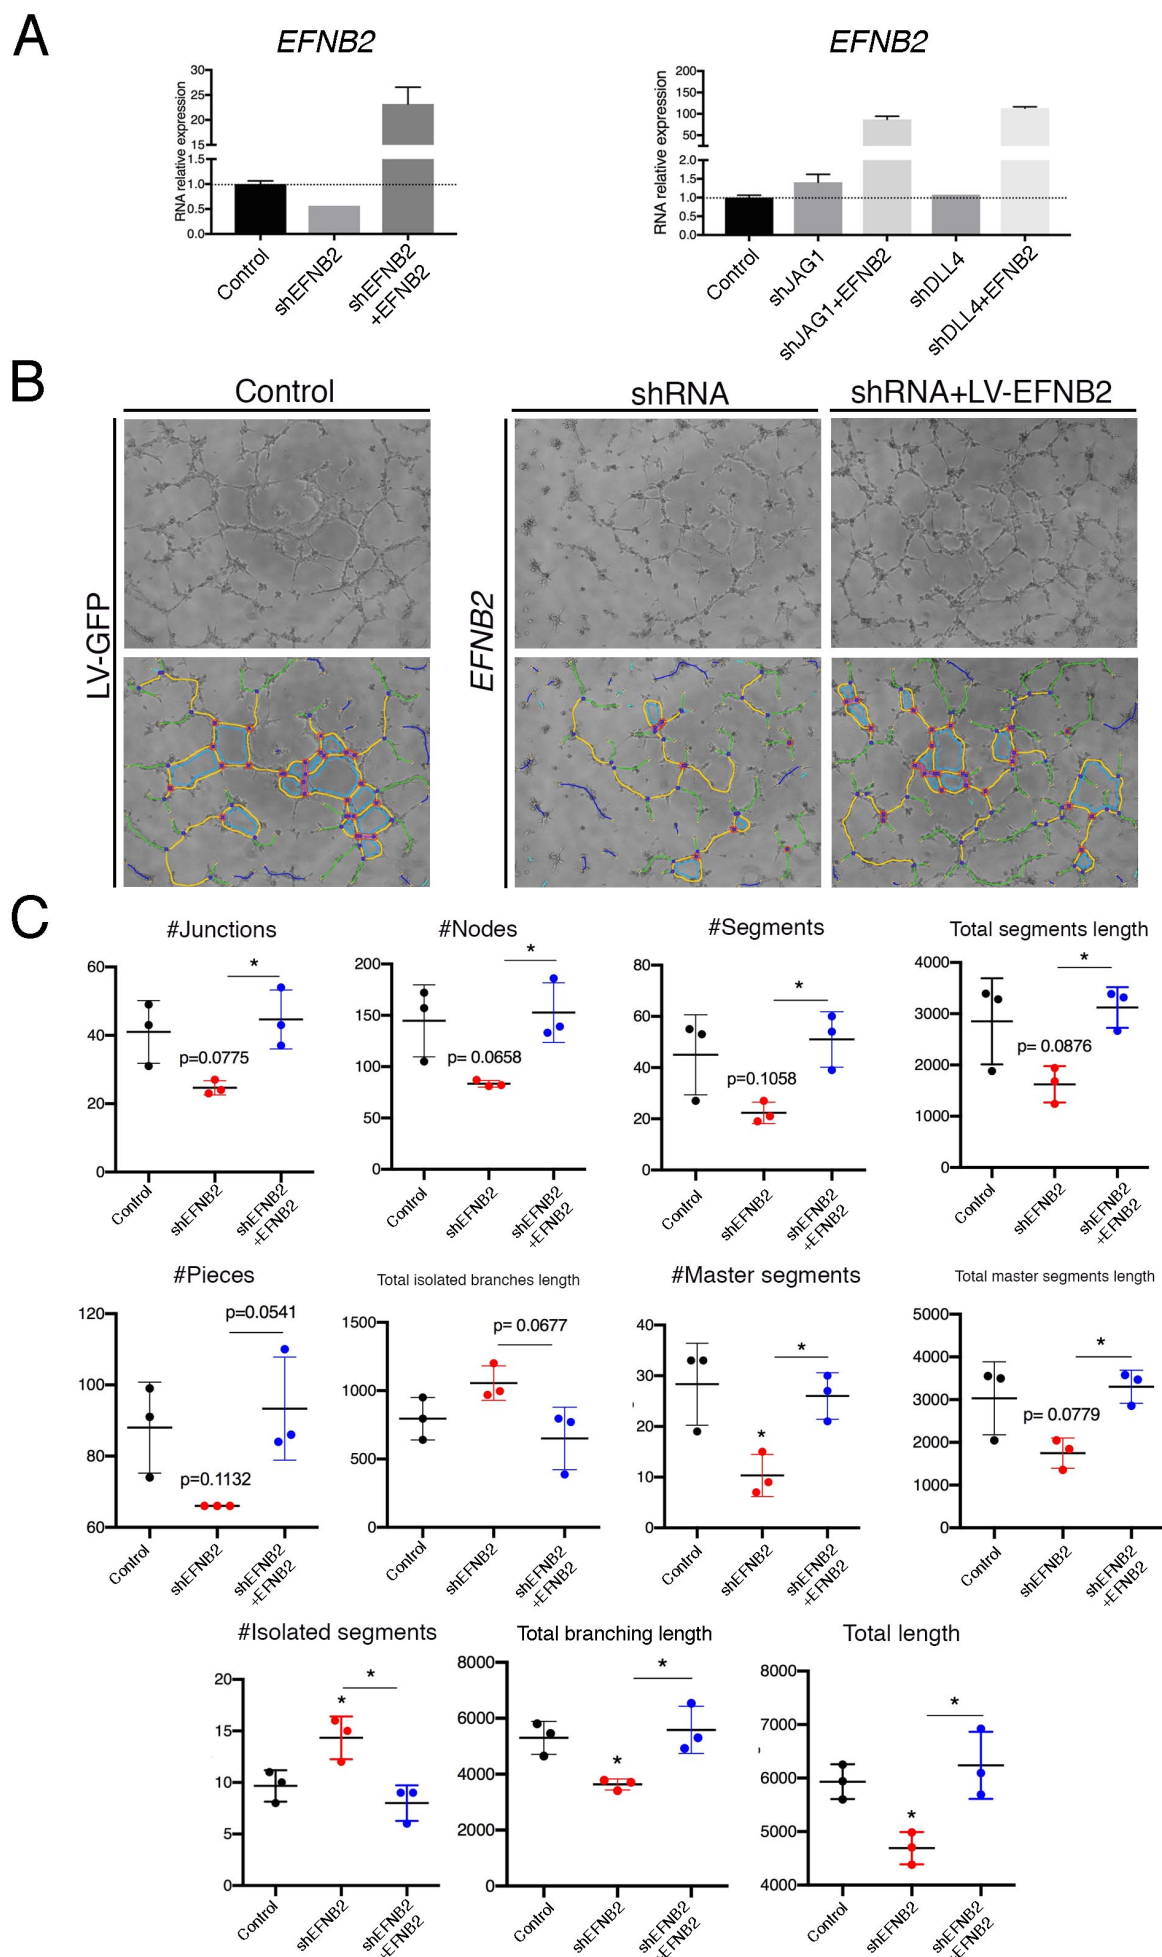 A
EFNB2
RNA relative expression
30
25
20
15
1.5
1.0
0.5
0.0
Control
shEFNB2
shEFNB2
+EFNB2
EFNB2
RNA relative expression
200
150
100
50
2.0
1.5
1.0
0.5
0.0
Control
shJAG1
shJAG1+EFNB2
shDLL4
shDLL4+EFNB2
B
Control
shRNA
shRNA+LV-EFNB2
LV-GFP
EFNB2
C
#Junctions
60
40
20
0
*
p=0.0775
Control
shEFNB2
shEFNB2
+EFNB2
#Nodes
200
150
100
50
0
*
p= 0.0658
Control
shEFNB2
shEFNB2
+EFNB2
#Segments
80
60
40
20
0
*
p=0.1058
Control
shEFNB2
shEFNB2
+EFNB2
Total segments length
4000
3000
2000
1000
0
*
p= 0.0876
Control
shEFNB2
shEFNB2
+EFNB2
#Pieces
120
100
80
60
p=0.0541
p=0.1132
Control
shEFNB2
shEFNB2
+EFNB2
Total isolated branches length
1500
1000
500
0
p= 0.0677
Control
shEFNB2
shEFNB2
+EFNB2
#Master segments
40
30
20
10
0
*
*
Control
shEFNB2
shEFNB2
+EFNB2
Total master segments length
5000
4000
3000
2000
1000
0
*
p= 0.0779
Control
shEFNB2
shEFNB2
+EFNB2
#Isolated segments
20
15
10
5
0
*
*
Control
shEFNB2
shEFNB2
+EFNB2
Total branching length
8000
6000
4000
2000
0
*
*
Control
shEFNB2
shEFNB2
+EFNB2
Total length
8000
7000
6000
5000
4000
*
*
Control
shEFNB2
shEFNB2
+EFNB2